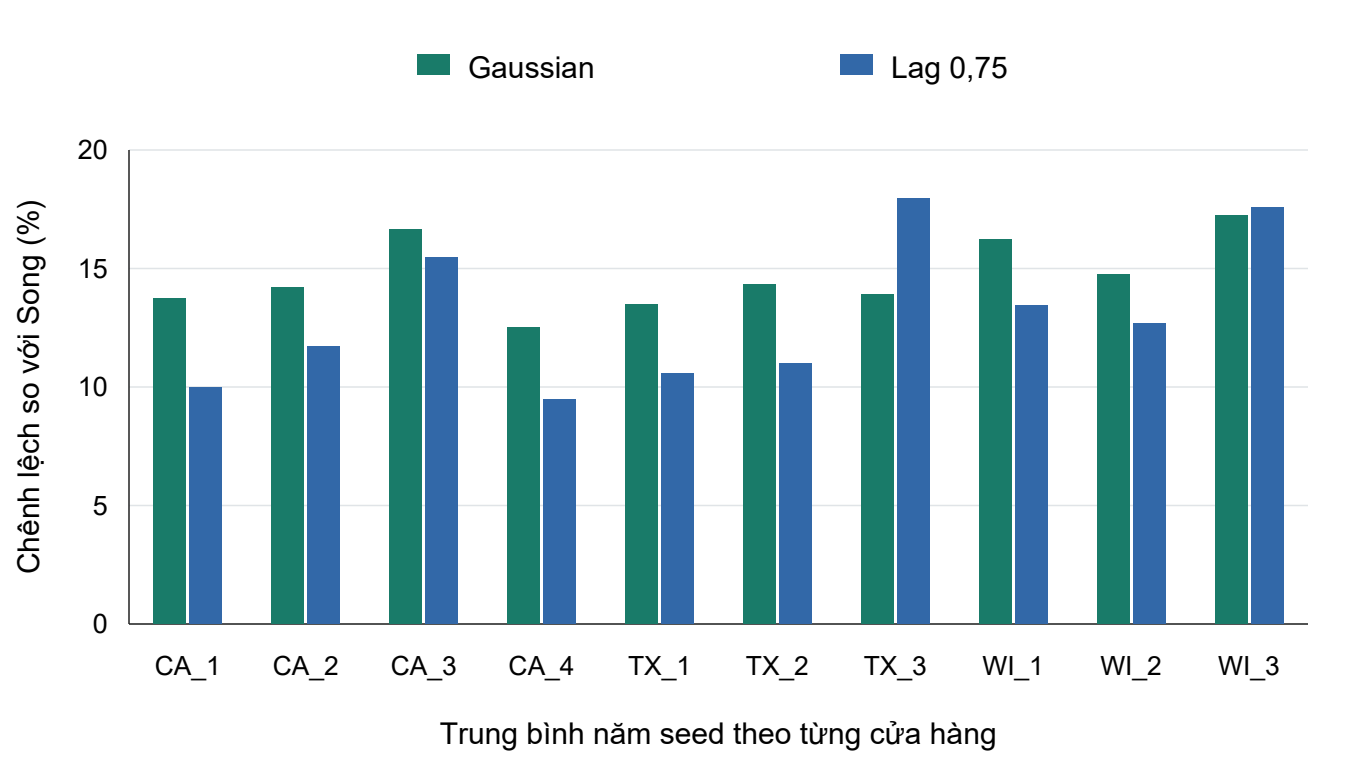 Gaussian
Lag 0,75
20
15
10
5
0
Chênh lệch so với Song (%)
CA_1 CA_2 CA_3 CA_4 TX_1 TX_2 TX_3 WI_1 WI_2 WI_3
Trung bình năm seed theo từng cửa hàng